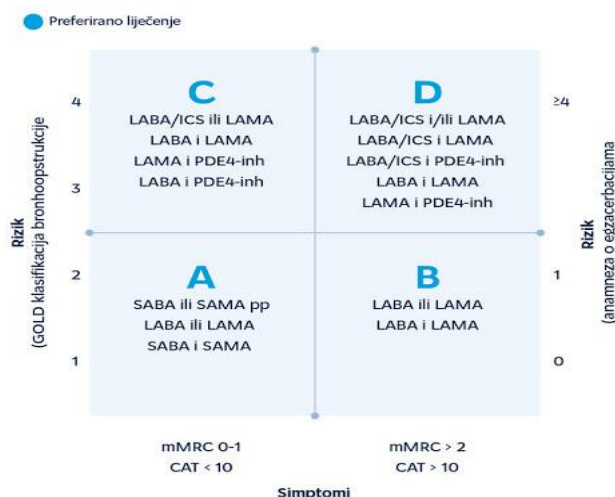 Preferirano liječenje
C
LABA/ICS ili LAMA
LABA i LAMA
LAMA i PDE4-inh
LABA i PDE4-inh
D
LABA/ICS i/ili LAMA
LABA/ICS i LAMA
LABA/ICS i PDE4-inh
LABA i LAMA
LAMA i PDE4-inh
A
SABA ili SAMA pp
LABA ili LAMA
SABA i SAMA
B
LABA ili LAMA
LABA i LAMA
4
3
2
1
Rizik
(GOLD klasifikacija bronhoopstrukcije
≥4
1
0
Rizik
(anamneza o egzacerbacijama
mMRC 0-1
CAT < 10
mMRC > 2
CAT > 10
Simptomi